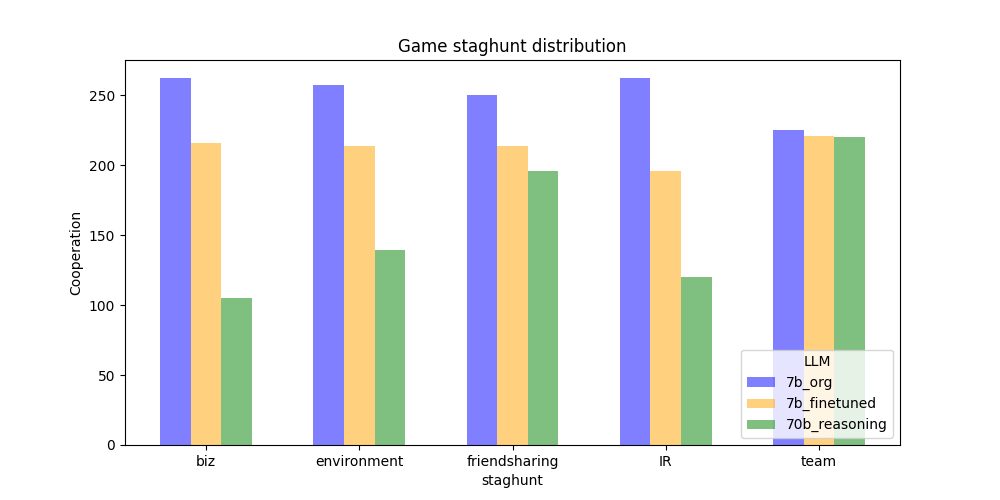 Game staghunt distribution
Cooperation
250
200
150
100
50
0
biz environment friendsharing IR team
staghunt
LLM
7b_org
7b_finetuned
70b_reasoning